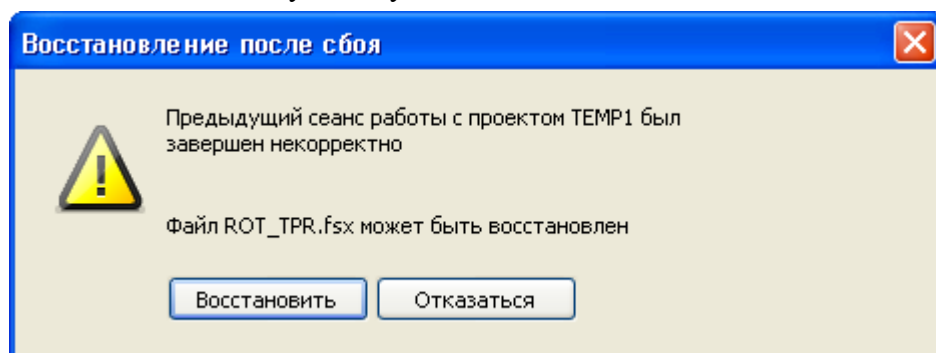 Восстановление после сбоя
Предыдущий сеанс работы с проектом TEMP1 был
завершен некорректно
Файл ROT_TPR.fsx может быть восстановлен
Восстановить Отказаться